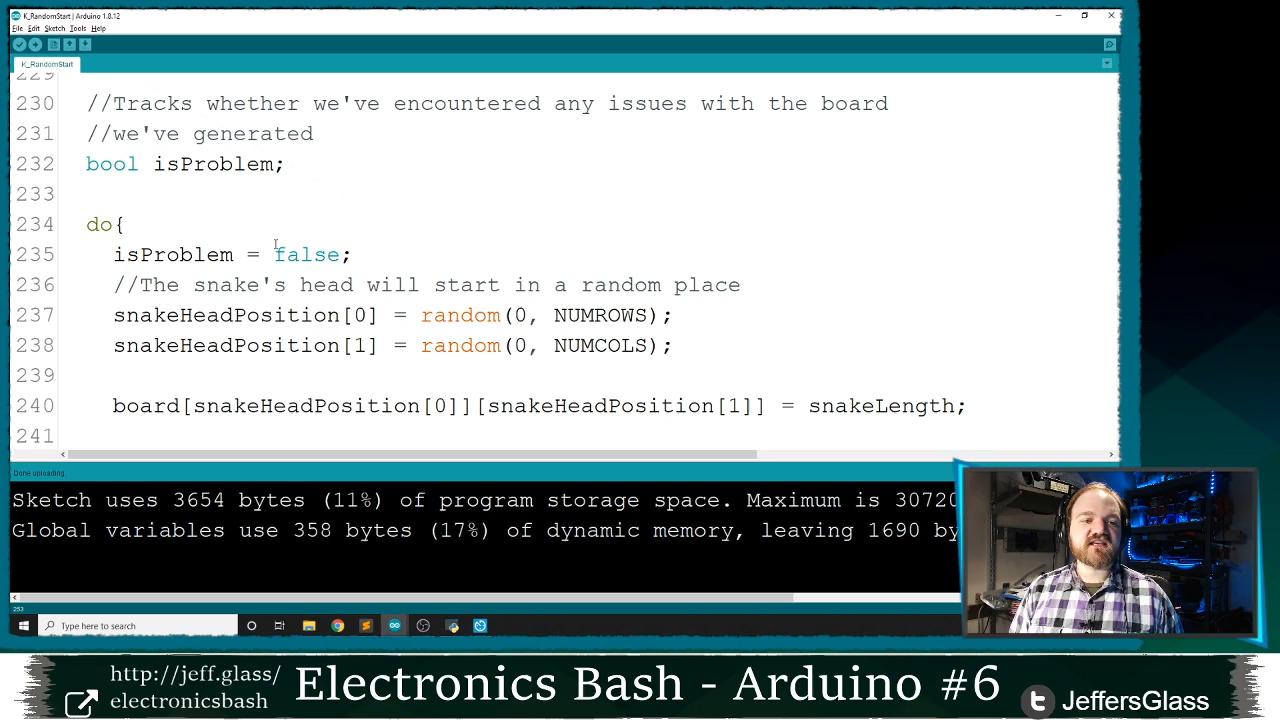 K_RandomStart | Arduino 1.8.12
File Edit Sketch Tools Help
K_RandomStart
229
230 //Tracks whether we've encountered any issues with the board
231 //we've generated
232 bool isProblem;
233
234 do{
235 isProblem = false;
236 //The snake's head will start in a random place
237 snakeHeadPosition[0] = random(0, NUMROWS);
238 snakeHeadPosition[1] = random(0, NUMCOLS);
239
240 board[snakeHeadPosition[0]][snakeHeadPosition[1]] = snakeLength;
241
Done uploading.
Sketch uses 3654 bytes (11%) of program storage space. Maximum is 30720
Global variables use 358 bytes (17%) of dynamic memory, leaving 1690 by
253
Type here to search
http://jeff.glass/
electronicsbash
Electronics Bash - Arduino #6
JeffersGlass